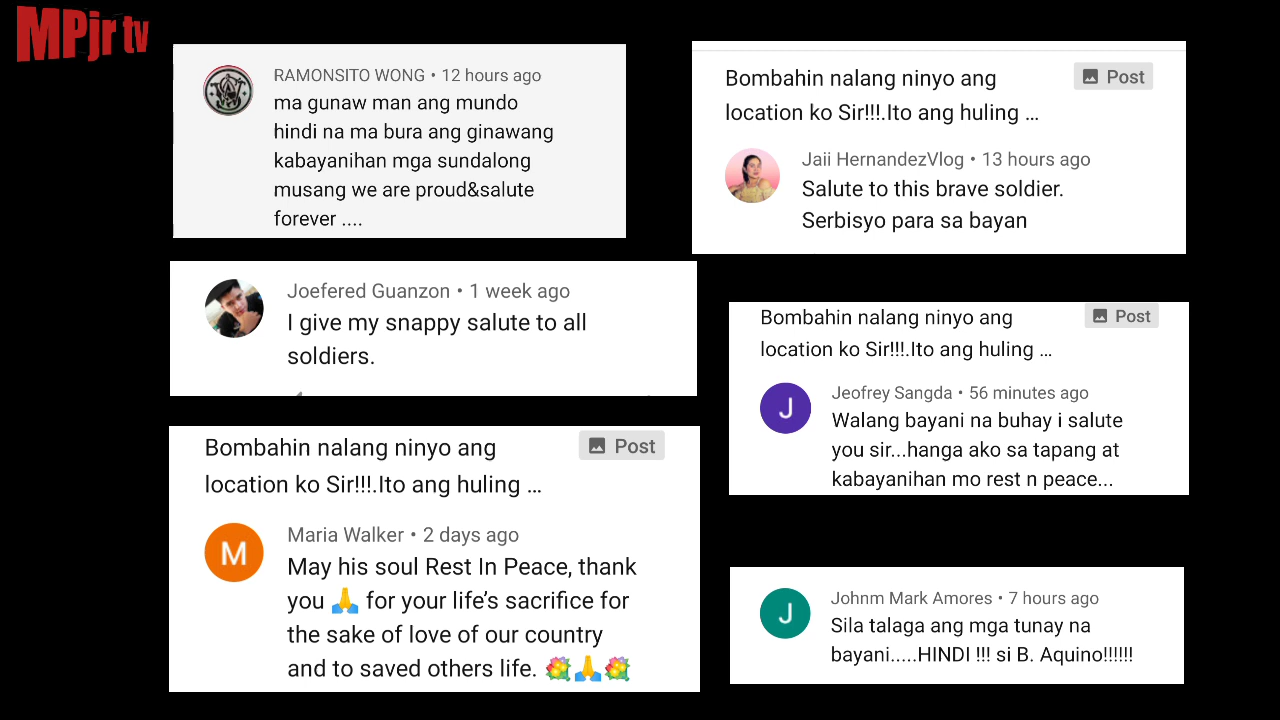 MPjr tv
RAMONSITO WONG • 12 hours ago
ma gunaw man ang mundo
hindi na ma bura ang ginawang
kabayanihan mga sundalong
musang we are proud&salute
forever ....
Bombahin nalang ninyo ang
location ko Sir!!!.Ito ang huling ...
Post
Jaii HernandezVlog • 13 hours ago
Salute to this brave soldier.
Serbisyo para sa bayan
Joefered Guanzon • 1 week ago
I give my snappy salute to all
soldiers.
Bombahin nalang ninyo ang
location ko Sir!!!.Ito ang huling ...
Post
Jeofrey Sangda • 56 minutes ago
J
Walang bayani na buhay i salute
you sir...hanga ako sa tapang at
kabayanihan mo rest n peace...
Bombahin nalang ninyo ang
location ko Sir!!!.Ito ang huling ...
Post
Maria Walker • 2 days ago
M
May his soul Rest In Peace, thank
you 🙏 for your life’s sacrifice for
the sake of love of our country
and to saved others life. 💐🙏💐
Johnm Mark Amores • 7 hours ago
J
Sila talaga ang mga tunay na
bayani.....HINDI !!! si B. Aquino!!!!!!